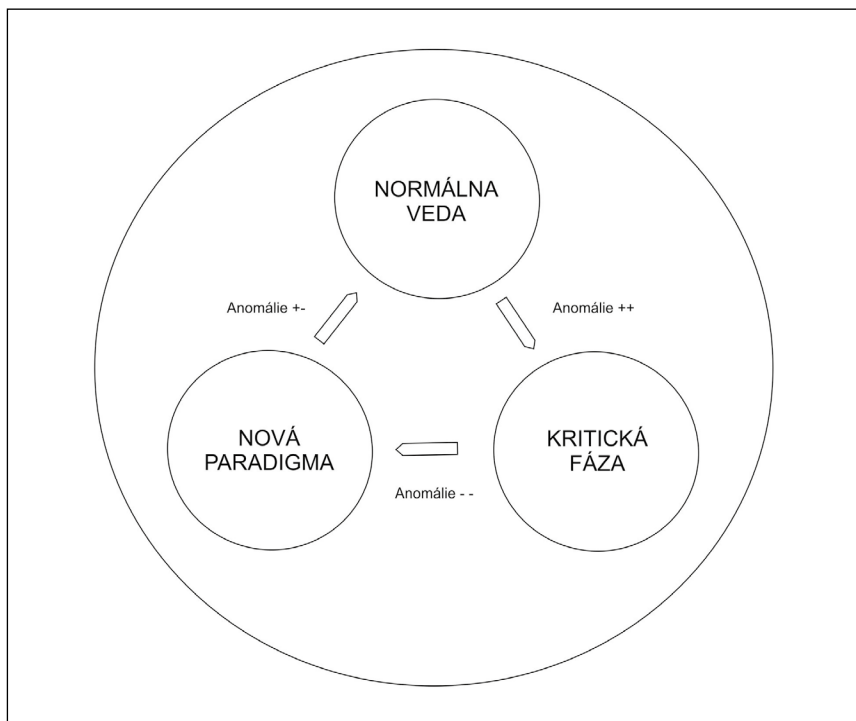 NORMÁLNA
VEDA
Anomálie +-
Anomálie ++
NOVÁ
PARADIGMA
KRITICKÁ
FÁZA
Anomálie - -